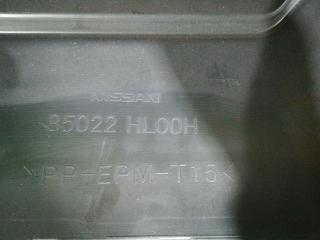 NISSAN
85022 HL00H
>PP-EPM-T15<